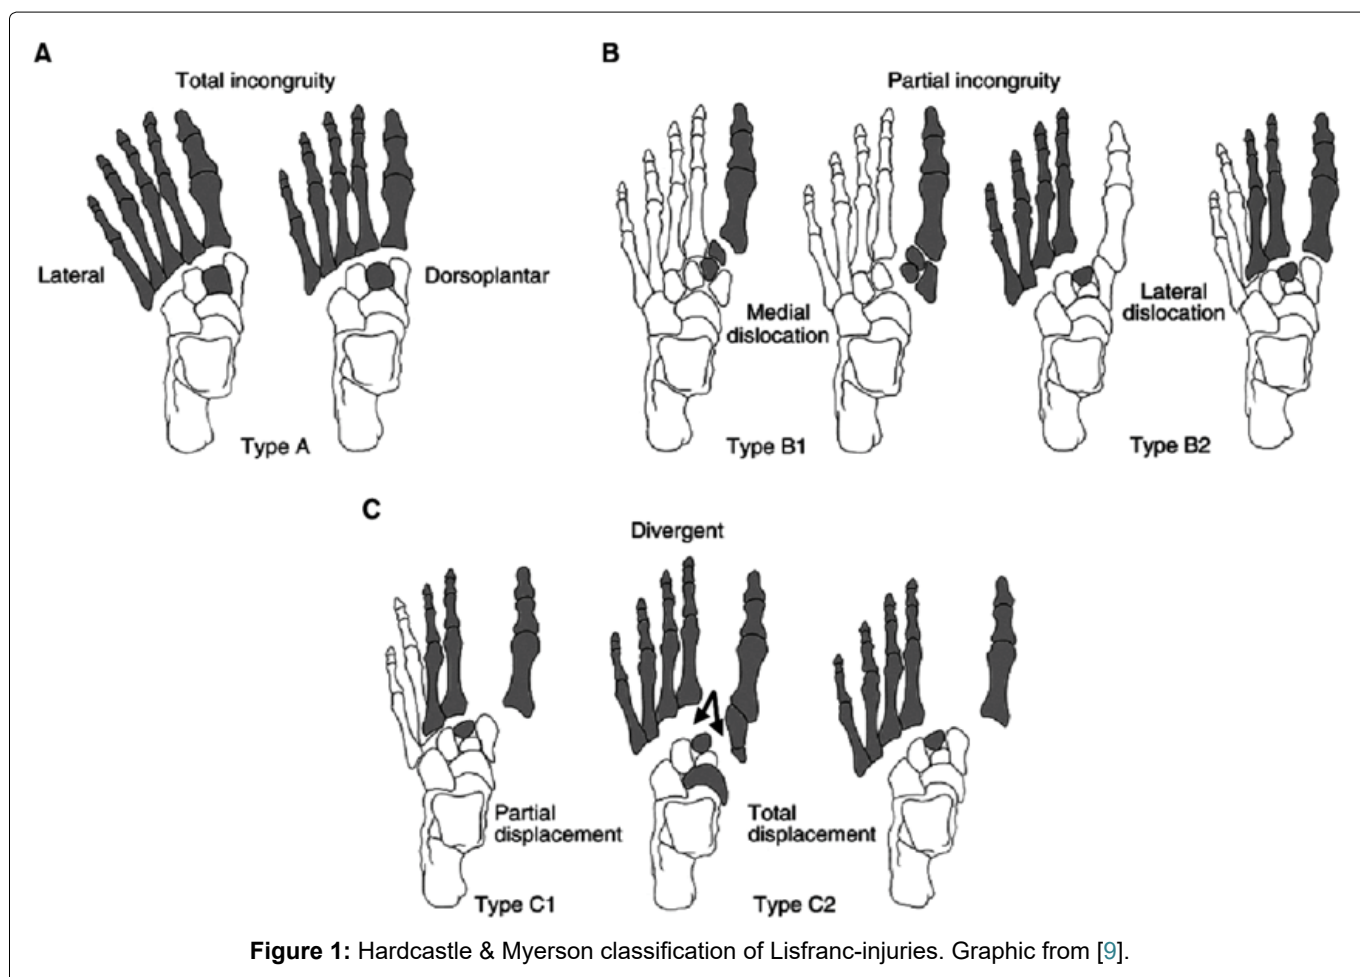 A
Total incongruity
Lateral
Dorsoplantar
Type A
B
Partial incongruity
Medial
dislocation
Lateral
dislocation
Type B1
Type B2
C
Divergent
Partial
displacement
Total
displacement
Type C1
Type C2
Figure 1: Hardcastle & Myerson classification of Lisfranc-injuries. Graphic from [9].